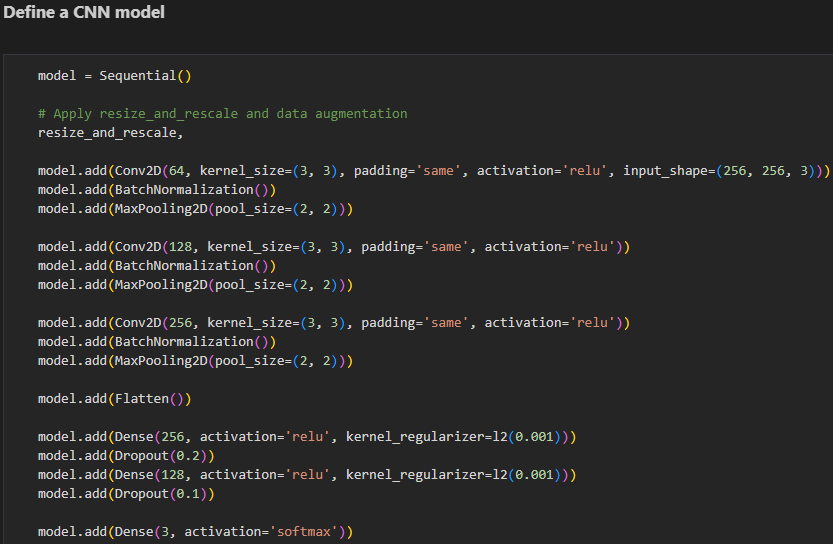 Define a CNN model
model = Sequential()
# Apply resize_and_rescale and data augmentation
resize_and_rescale,
model.add(Conv2D(64, kernel_size=(3, 3), padding='same', activation='relu', input_shape=(256, 256, 3)))
model.add(BatchNormalization())
model.add(MaxPooling2D(pool_size=(2, 2)))
model.add(Conv2D(128, kernel_size=(3, 3), padding='same', activation='relu'))
model.add(BatchNormalization())
model.add(MaxPooling2D(pool_size=(2, 2)))
model.add(Conv2D(256, kernel_size=(3, 3), padding='same', activation='relu'))
model.add(BatchNormalization())
model.add(MaxPooling2D(pool_size=(2, 2)))
model.add(Flatten())
model.add(Dense(256, activation='relu', kernel_regularizer=l2(0.001)))
model.add(Dropout(0.2))
model.add(Dense(128, activation='relu', kernel_regularizer=l2(0.001)))
model.add(Dropout(0.1))
model.add(Dense(3, activation='softmax'))